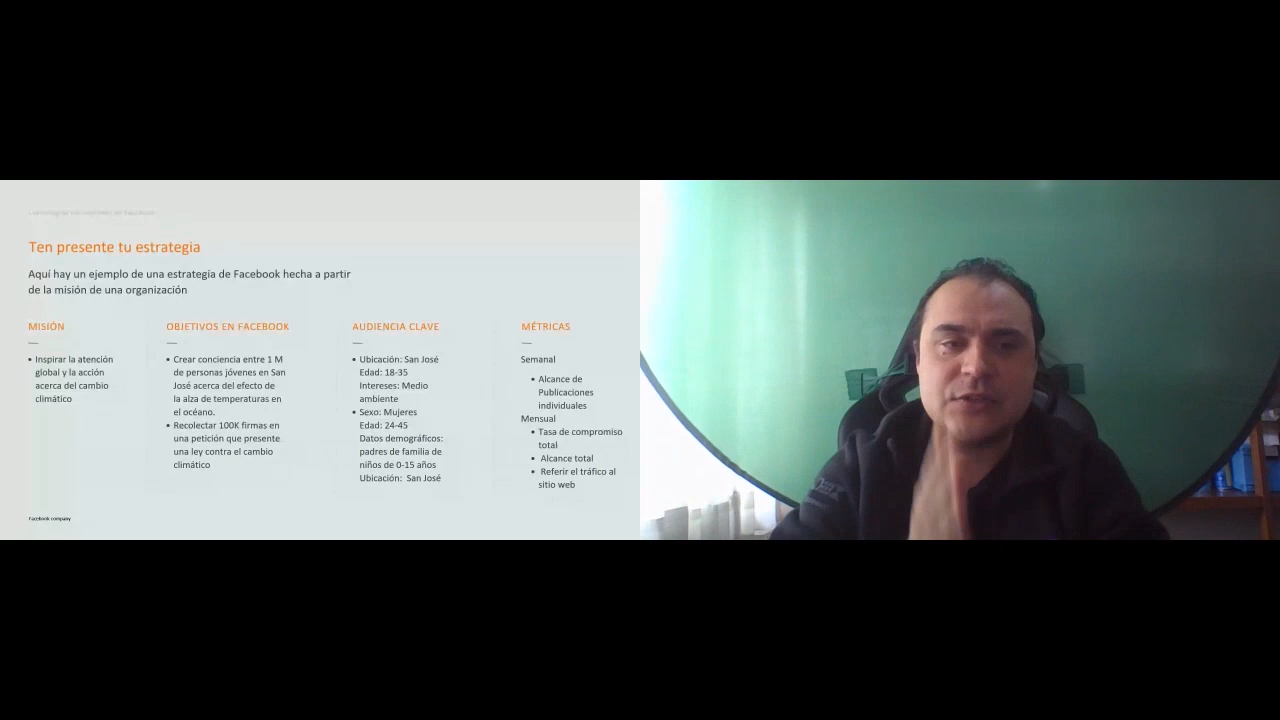 Ten presente tu estrategia
Aquí hay un ejemplo de una estrategia de Facebook hecha a partir
de la misión de una organización
MISIÓN
• Inspirar la atención
global y la acción
acerca del cambio
climático
OBJETIVOS EN FACEBOOK
• Crear conciencia entre 1 M
de personas jóvenes en San
José acerca del efecto de
la alza de temperaturas en
el océano.
• Recolectar 100K firmas en
una petición que presente
una ley contra el cambio
climático
AUDIENCIA CLAVE
• Ubicación: San José
Edad: 18-35
Intereses: Medio
ambiente
• Sexo: Mujeres
Edad: 24-45
Datos demográficos:
padres de familia de
niños de 0-15 años
Ubicación: San José
MÉTRICAS
Semanal
• Alcance de
Publicaciones
individuales
Mensual
• Tasa de compromiso
total
• Alcance total
• Referir el tráfico al
sitio web
Facebook company